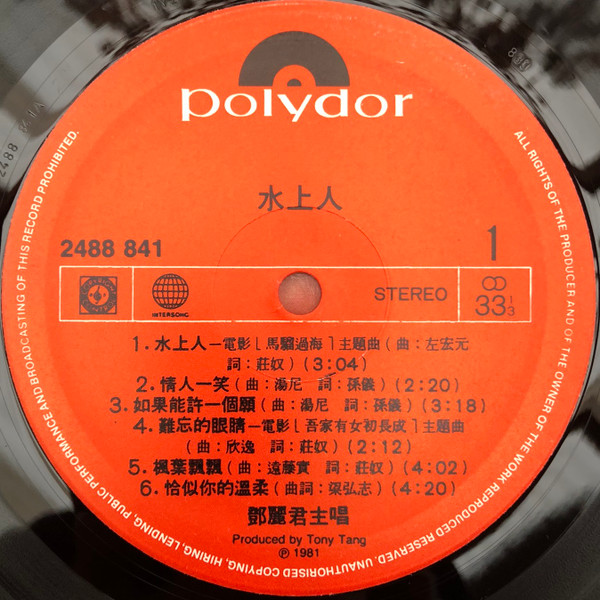 polydor
水上人
2488 841
1
INTERSONG
STEREO
33 1/3
1. 水上人—電影「馬騮過海」主題曲(曲：左宏元
詞：莊奴)(3:04)
2. 情人一笑(曲：湯尼 詞：孫儀)(2:20)
3. 如果能許一個願(曲：湯尼 詞：孫儀)(3:18)
4. 難忘的眼睛—電影「吾家有女初長成」主題曲
(曲：欣逸 詞：莊奴)(2:12)
5. 楓葉飄飄(曲：遠藤實 詞：莊奴)(4:02)
6. 恰似你的溫柔(曲詞：梁弘志)(4:20)
鄧麗君主唱
Produced by Tony Tang
℗ 1981
ALL RIGHTS OF THE PRODUCER AND OF THE OWNER OF THE WORK REPRODUCED RESERVED. UNAUTHORISED COPYING, HIRING, LENDING, PUBLIC PERFORMANCE AND BROADCASTING OF THIS RECORD PROHIBITED.